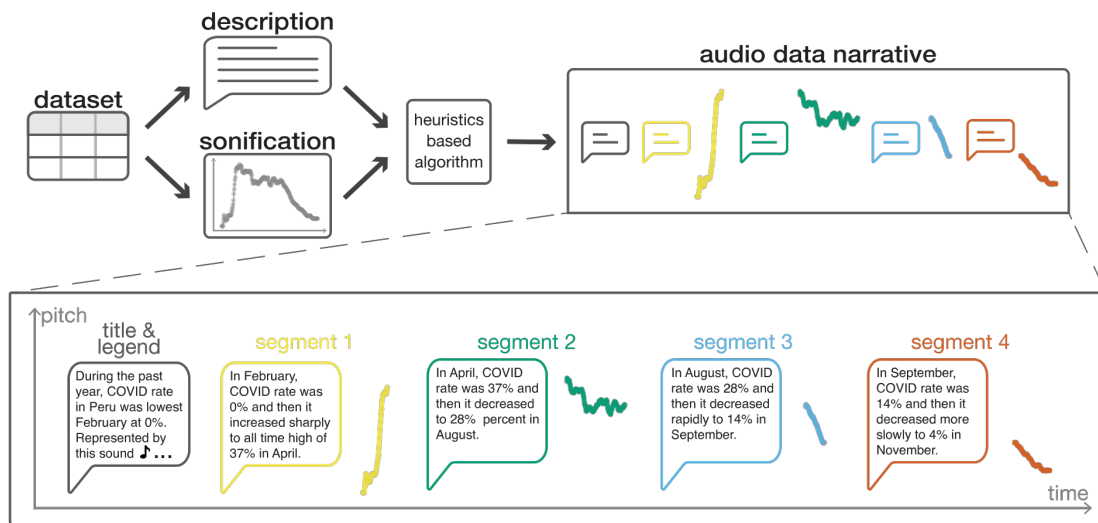 description
audio data narrative
dataset
sonification
heuristics
based
algorithm
pitch
title &
legend
During the past
year, COVID rate
in Peru was lowest
February at 0%.
Represented by
this sound ♪...
segment 1
In February,
COVID rate was
0% and then it
increased sharply
to all time high of
37% in April.
segment 2
In April, COVID
rate was 37% and
then it decreased
to 28% percent in
August.
segment 3
In August, COVID
rate was 28% and
then it decreased
rapidly to 14% in
September.
segment 4
In September,
COVID rate was
14% and then it
decreased more
slowly to 4% in
November.
time